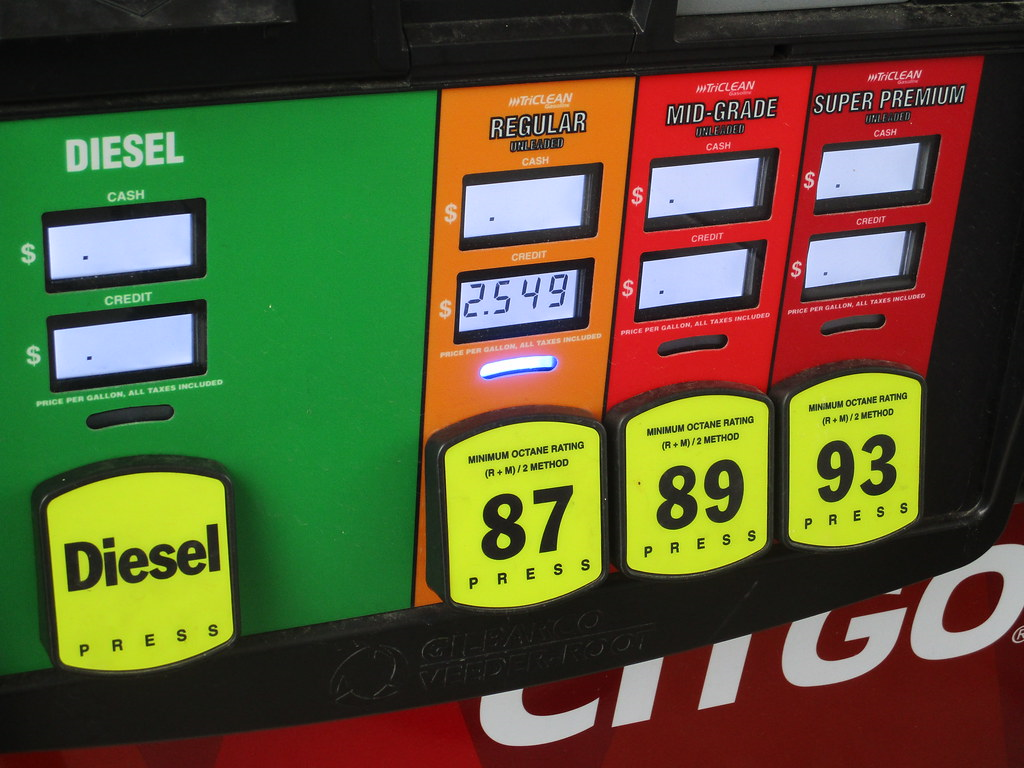 DIESEL
CASH
$ .
CREDIT
$ .
PRICE PER GALLON, ALL TAXES INCLUDED
Diesel
PRESS
TRICLEAN
Gasoline
REGULAR
UNLEADED
CASH
$ .
CREDIT
$ 2.549
PRICE PER GALLON, ALL TAXES INCLUDED
MINIMUM OCTANE RATING
(R + M) / 2 METHOD
87
PRESS
TRICLEAN
Gasoline
MID-GRADE
UNLEADED
CASH
$ .
CREDIT
$ .
PRICE PER GALLON, ALL TAXES INCLUDED
MINIMUM OCTANE RATING
(R + M) / 2 METHOD
89
PRESS
TRICLEAN
Gasoline
SUPER PREMIUM
UNLEADED
CASH
$ .
CREDIT
$ .
PRICE PER GALLON, ALL TAXES INCLUDED
MINIMUM OCTANE RATING
(R + M) / 2 METHOD
93
PRESS
GILBARCO
VEEDER-ROOT
CITGO®